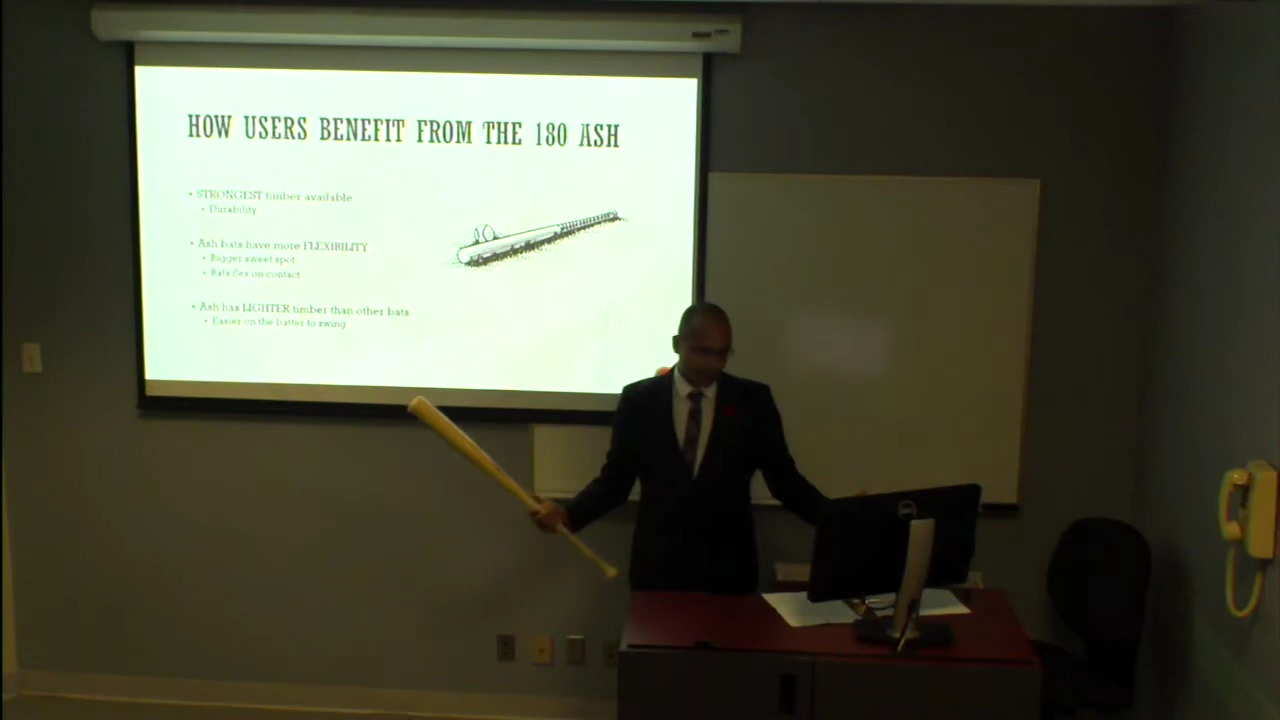 HOW USERS BENEFIT FROM THE 180 ASH
• STRONGEST timber available
• Durability
• Ash bats have more FLEXIBILITY
• Bigger sweet spot
• Bats flex on contact
• Ash has LIGHTER timber than other bats
• Easier on the batter to swing